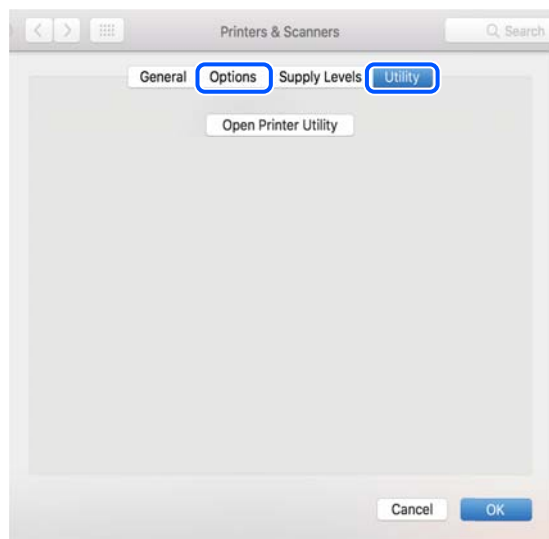 Printers & Scanners Search
General Options Supply Levels Utility
Open Printer Utility
Cancel OK